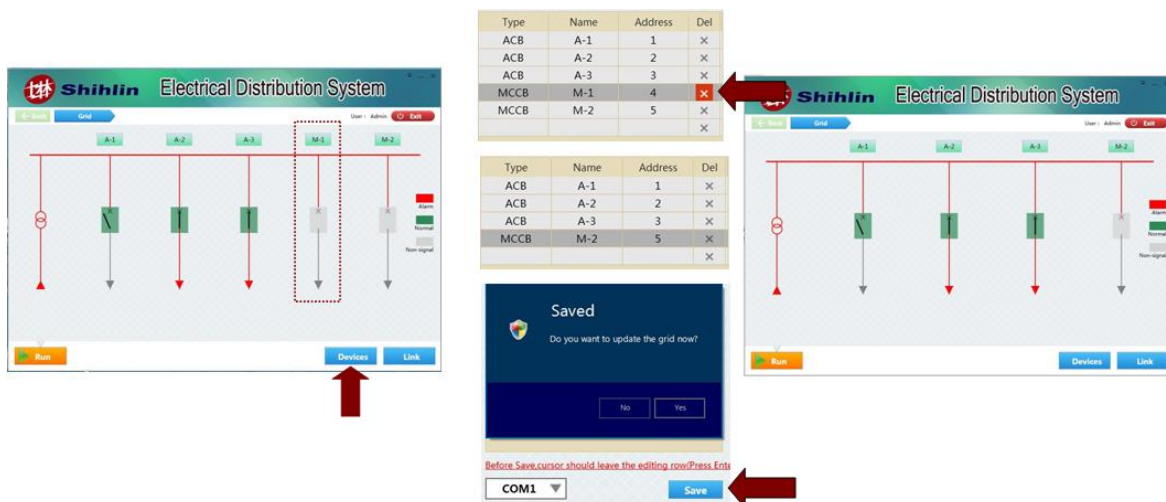 Shihlin Electrical Distribution System
← Back Grid User : Admin Exit
A-1 A-2 A-3 M-1 M-2
Alarm
Normal
Non-signal
Run Devices Link
Type Name Address Del
ACB A-1 1 ×
ACB A-2 2 ×
ACB A-3 3 ×
MCCB M-1 4 ×
MCCB M-2 5 ×
×
Type Name Address Del
ACB A-1 1 ×
ACB A-2 2 ×
ACB A-3 3 ×
MCCB M-2 5 ×
×
Saved
Do you want to update the grid now?
No Yes
Before Save,cursor should leave the editing row(Press Ente
COM1 Save
Shihlin Electrical Distribution System
← Back Grid User : Admin Exit
A-1 A-2 A-3 M-2
Alarm
Normal
Non-signal
Run Devices Link